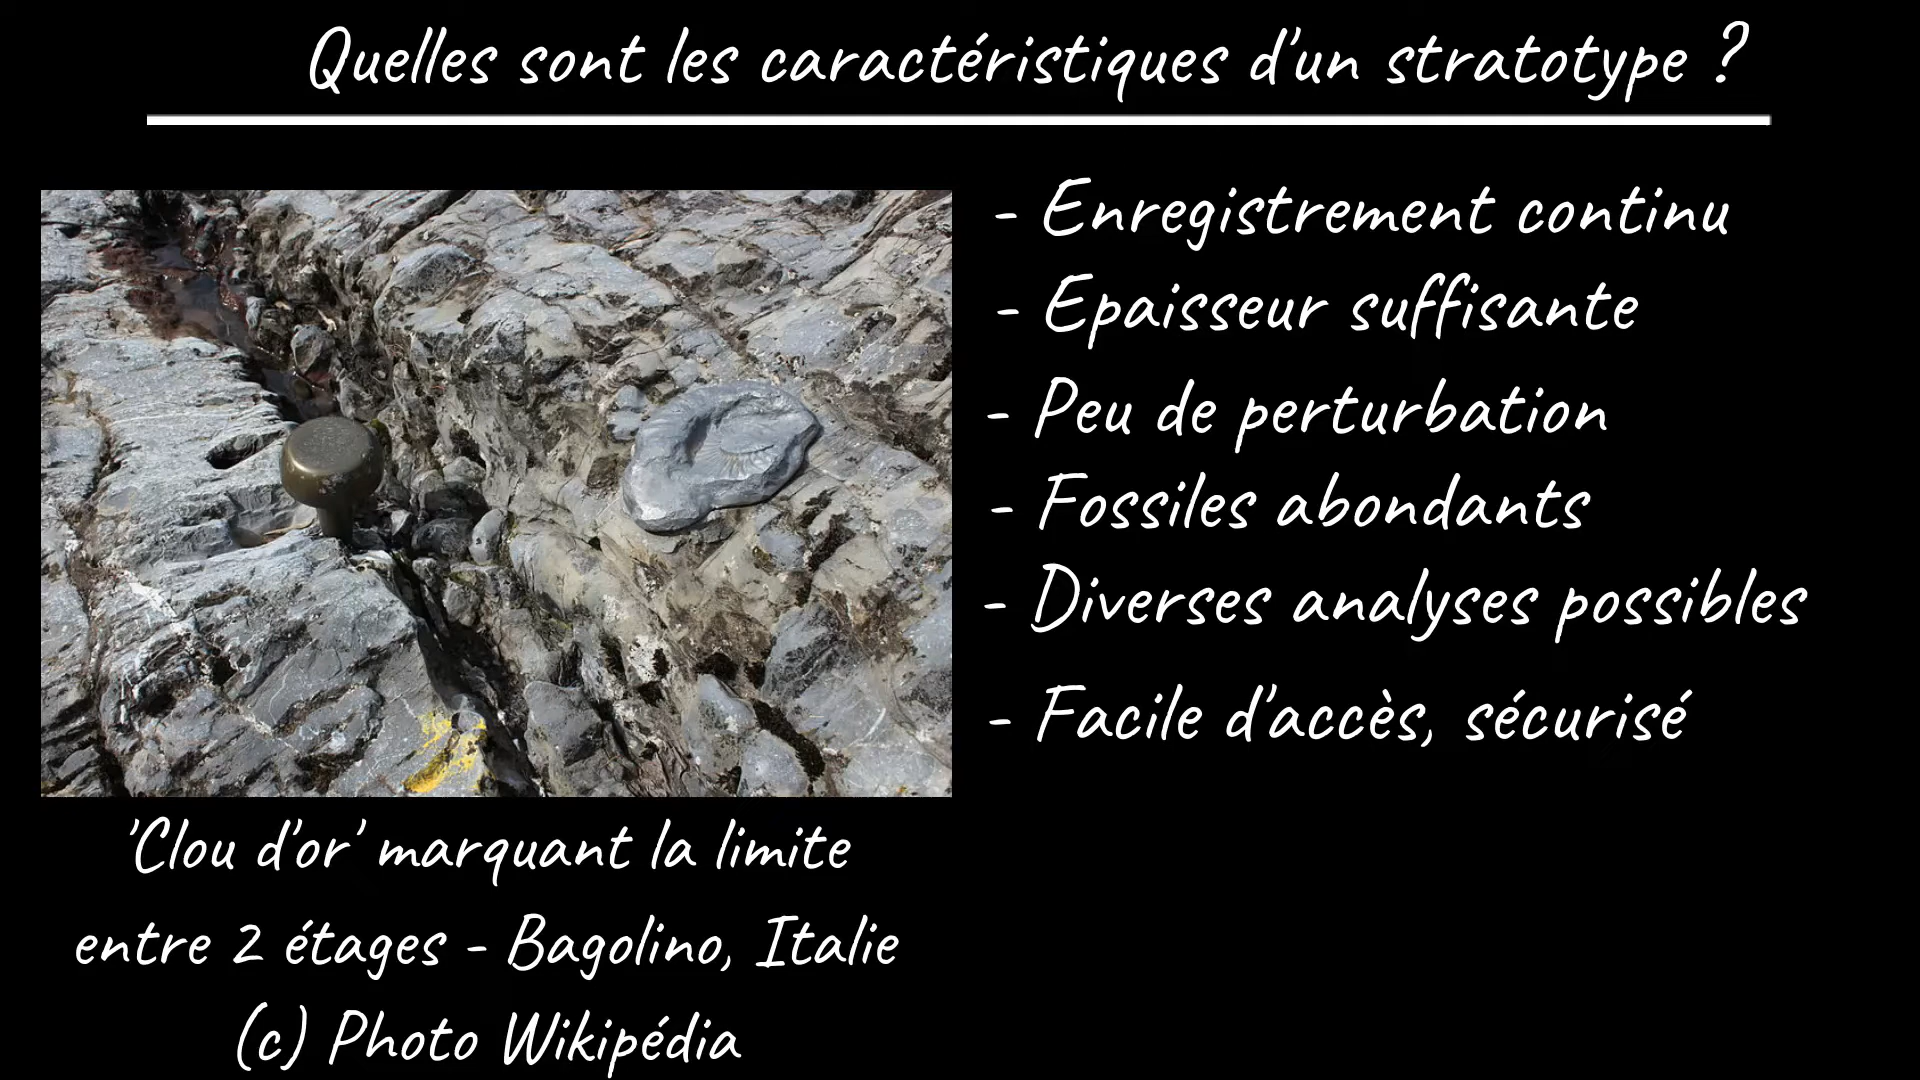 Quelles sont les caractéristiques d'un stratotype ?
- Enregistrement continu
- Epaisseur suffisante
- Peu de perturbation
- Fossiles abondants
- Diverses analyses possibles
- Facile d'accès, sécurisé
'Clou d'or' marquant la limite
entre 2 étages - Bagolino, Italie
(c) Photo Wikipédia